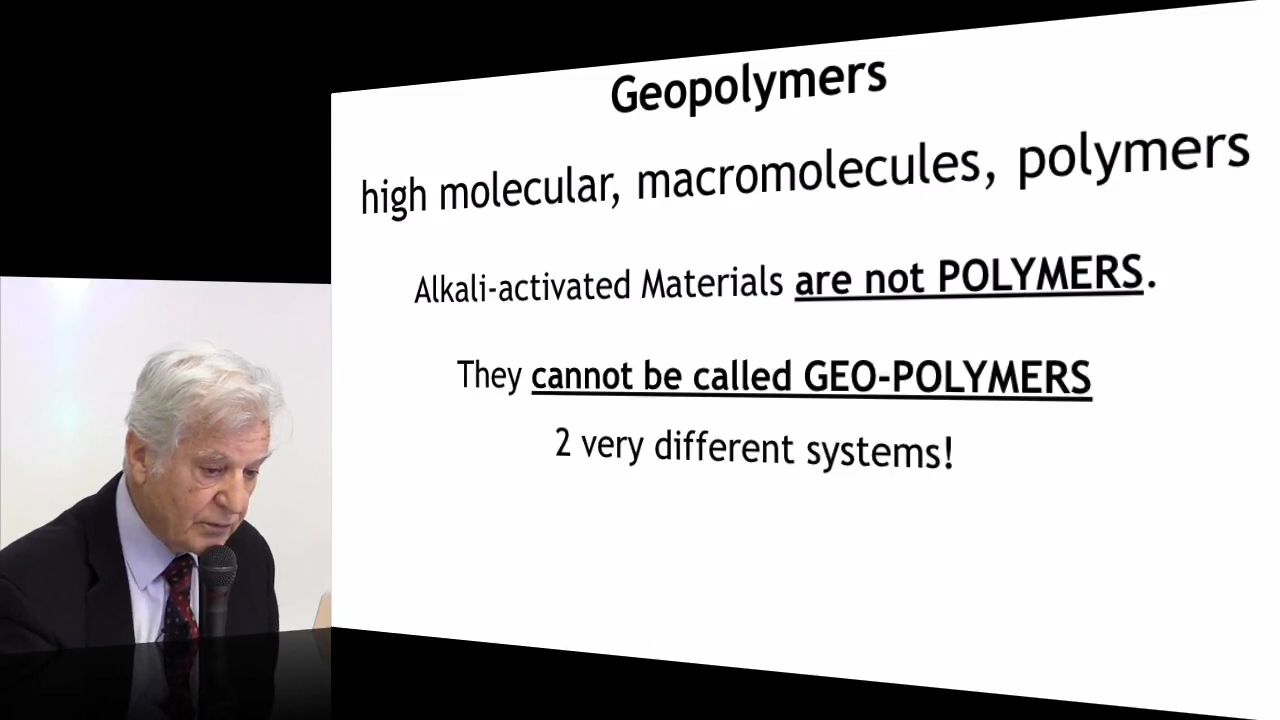 Geopolymers
high molecular, macromolecules, polymers
Alkali-activated Materials are not POLYMERS.
They cannot be called GEO-POLYMERS
2 very different systems!